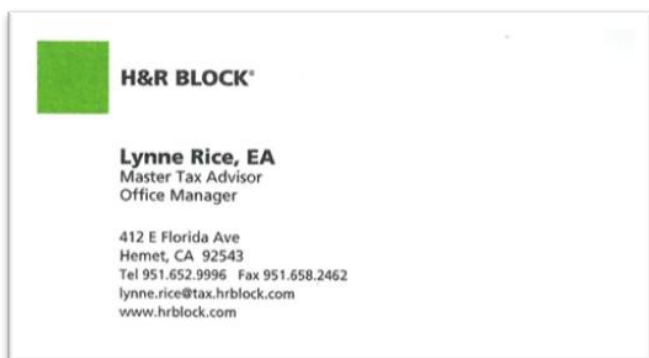 H&R BLOCK®
Lynne Rice, EA
Master Tax Advisor
Office Manager
412 E Florida Ave
Hemet, CA 92543
Tel 951.652.9996 Fax 951.658.2462
lynne.rice@tax.hrblock.com
www.hrblock.com